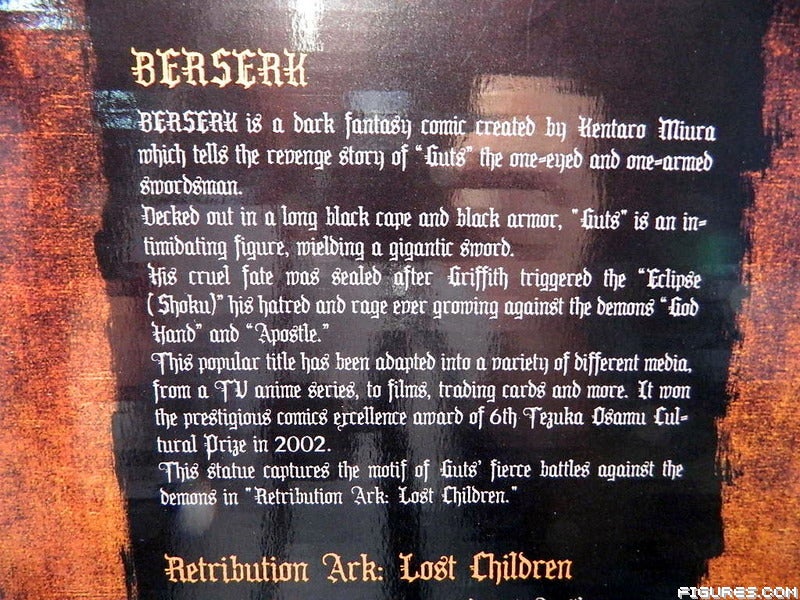 BERSERK
BERSERK is a dark fantasy comic created by Kentaro Miura
which tells the revenge story of "Guts" the one-eyed and one-armed
swordsman.
Decked out in a long black cape and black armor, "Guts" is an in-
timidating figure, wielding a gigantic sword.
His cruel fate was sealed after Griffith triggered the "Eclipse
(Shoku)" his hatred and rage ever growing against the demons "God
Hand" and "Apostle."
This popular title has been adapted into a variety of different media,
from a TV anime series, to films, trading cards and more. It won
the prestigious comics excellence award of 6th Tezuka Osamu Cul-
tural Prize in 2002.
This statue captures the motif of Guts' fierce battles against the
demons in "Retribution Ark: Lost Children."
Retribution Ark: Lost Children
FIGURES.COM